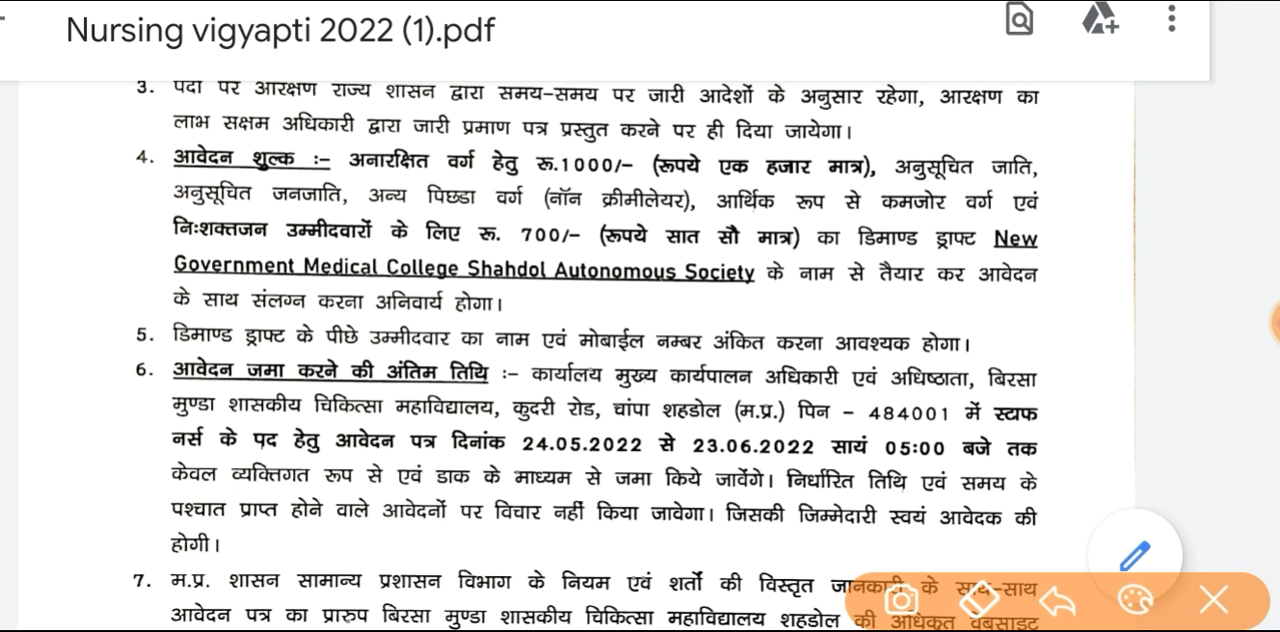 Nursing vigyapti 2022 (1).pdf
3. पदों पर आरक्षण राज्य शासन द्वारा समय-समय पर जारी आदेशों के अनुसार रहेगा, आरक्षण का
लाभ सक्षम अधिकारी द्वारा जारी प्रमाण पत्र प्रस्तुत करने पर ही दिया जायेगा।
4. आवेदन शुल्क :– अनारक्षित वर्ग हेतु रू.1000/- (रूपये एक हजार मात्र), अनुसूचित जाति,
अनुसूचित जनजाति, अन्य पिछडा वर्ग (नॉन क्रीमीलेयर), आर्थिक रूप से कमजोर वर्ग एवं
निःशक्तजन उम्मीदवारों के लिए रू. 700/- (रूपये सात सौ मात्र) का डिमाण्ड ड्राफ्ट New
Government Medical College Shahdol Autonomous Society के नाम से तैयार कर आवेदन
के साथ संलग्न करना अनिवार्य होगा।
5. डिमाण्ड ड्राफ्ट के पीछे उम्मीदवार का नाम एवं मोबाईल नम्बर अंकित करना आवश्यक होगा।
6. आवेदन जमा करने की अंतिम तिथि :– कार्यालय मुख्य कार्यपालन अधिकारी एवं अधिष्ठाता, बिरसा
मुण्डा शासकीय चिकित्सा महाविद्यालय, कुदरी रोड, चांपा शहडोल (म.प्र.) पिन – 484001 में स्टाफ
नर्स के पद हेतु आवेदन पत्र दिनांक 24.05.2022 से 23.06.2022 सायं 05:00 बजे तक
केवल व्यक्तिगत रूप से एवं डाक के माध्यम से जमा किये जावेंगे। निर्धारित तिथि एवं समय के
पश्चात प्राप्त होने वाले आवेदनों पर विचार नहीं किया जावेगा। जिसकी जिम्मेदारी स्वयं आवेदक की
होगी।
7. म.प्र. शासन सामान्य प्रशासन विभाग के नियम एवं शर्तों की विस्तृत जानकारी के साथ-साथ
आवेदन पत्र का प्रारुप बिरसा मुण्डा शासकीय चिकित्सा महाविद्यालय शहडोल की अधिकृत वेबसाइट